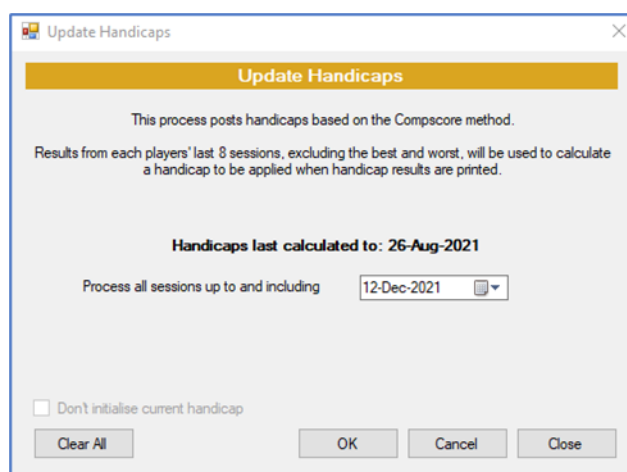 Update Handicaps
Update Handicaps
This process posts handicaps based on the Compscore method.
Results from each players' last 8 sessions, excluding the best and worst, will be used to calculate
a handicap to be applied when handicap results are printed.
Handicaps last calculated to: 26-Aug-2021
Process all sessions up to and including 12-Dec-2021
Don't initialise current handicap
Clear All OK Cancel Close